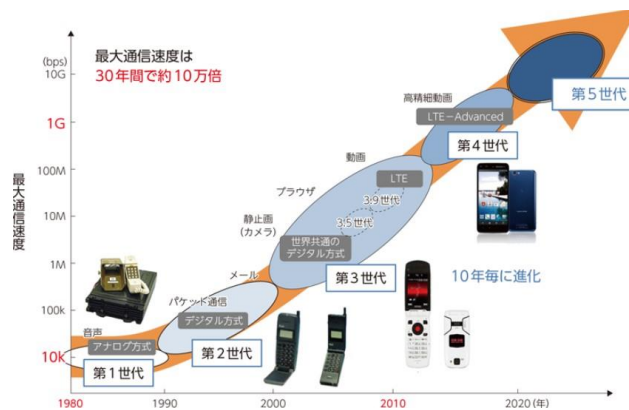 最大通信速度は
30年間で約10万倍
(bps)
10G
1G
100M
10M
1M
100k
10k
最大通信速度
1980
1990
2000
2010
2020(年)
音声
アナログ方式
第1世代
パケット通信
デジタル方式
第2世代
メール
静止画
(カメラ)
ブラウザ
動画
世界共通の
デジタル方式
3.5世代
3.9世代
LTE
第3世代
高精細動画
LTE－Advanced
第4世代
第5世代
10年毎に進化